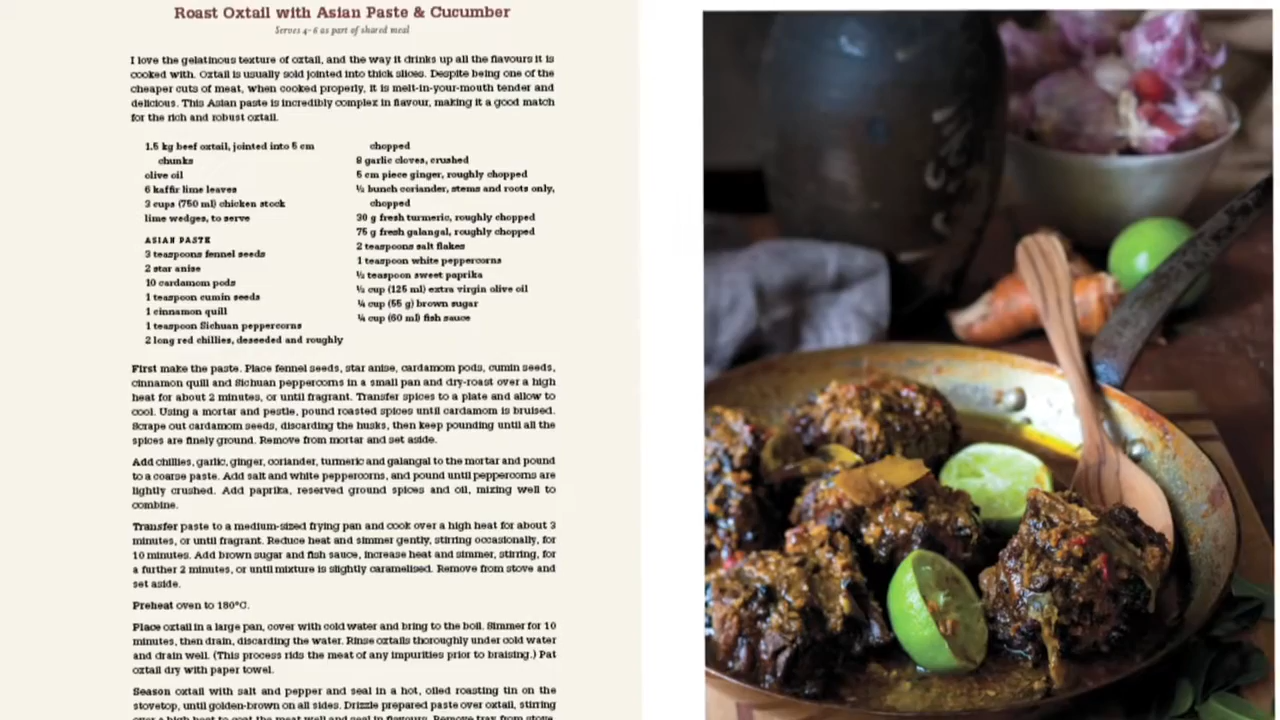 Roast Oxtail with Asian Paste & Cucumber
Serves 4-6 as part of shared meal
I love the gelatinous texture of oxtail, and the way it drinks up all the flavours it is
cooked with. Oxtail is usually sold jointed into thick slices. Despite being one of the
cheaper cuts of meat, when cooked properly, it is melt-in-your-mouth tender and
delicious. This Asian paste is incredibly complex in flavour, making it a good match
for the rich and robust oxtail.
1.5 kg beef oxtail, jointed into 5 cm
chunks
olive oil
6 kaffir lime leaves
3 cups (750 ml) chicken stock
lime wedges, to serve
ASIAN PASTE
3 teaspoons fennel seeds
2 star anise
10 cardamom pods
1 teaspoon cumin seeds
1 cinnamon quill
1 teaspoon Sichuan peppercorns
2 long red chillies, deseeded and roughly
chopped
8 garlic cloves, crushed
5 cm piece ginger, roughly chopped
½ bunch coriander, stems and roots only,
chopped
30 g fresh turmeric, roughly chopped
75 g fresh galangal, roughly chopped
2 teaspoons salt flakes
1 teaspoon white peppercorns
½ teaspoon sweet paprika
½ cup (125 ml) extra virgin olive oil
¼ cup (55 g) brown sugar
¼ cup (60 ml) fish sauce
First make the paste. Place fennel seeds, star anise, cardamom pods, cumin seeds,
cinnamon quill and Sichuan peppercorns in a small pan and dry-roast over a high
heat for about 2 minutes, or until fragrant. Transfer spices to a plate and allow to
cool. Using a mortar and pestle, pound roasted spices until cardamom is bruised.
Scrape out cardamom seeds, discarding the husks, then keep pounding until all the
spices are finely ground. Remove from mortar and set aside.
Add chillies, garlic, ginger, coriander, turmeric and galangal to the mortar and pound
to a coarse paste. Add salt and white peppercorns, and pound until peppercorns are
lightly crushed. Add paprika, reserved ground spices and oil, mixing well to
combine.
Transfer paste to a medium-sized frying pan and cook over a high heat for about 3
minutes, or until fragrant. Reduce heat and simmer gently, stirring occasionally, for
10 minutes. Add brown sugar and fish sauce, increase heat and simmer, stirring, for
a further 2 minutes, or until mixture is slightly caramelised. Remove from stove and
set aside.
Preheat oven to 180°C.
Place oxtail in a large pan, cover with cold water and bring to the boil. Simmer for 10
minutes, then drain, discarding the water. Rinse oxtails thoroughly under cold water
and drain well. (This process rids the meat of any impurities prior to braising.) Pat
oxtail dry with paper towel.
Season oxtail with salt and pepper and seal in a hot, oiled roasting tin on the
stovetop, until golden-brown on all sides. Drizzle prepared paste over oxtail, stirring
over a high heat to coat the meat well and seal in flavours. Remove tray from stove,